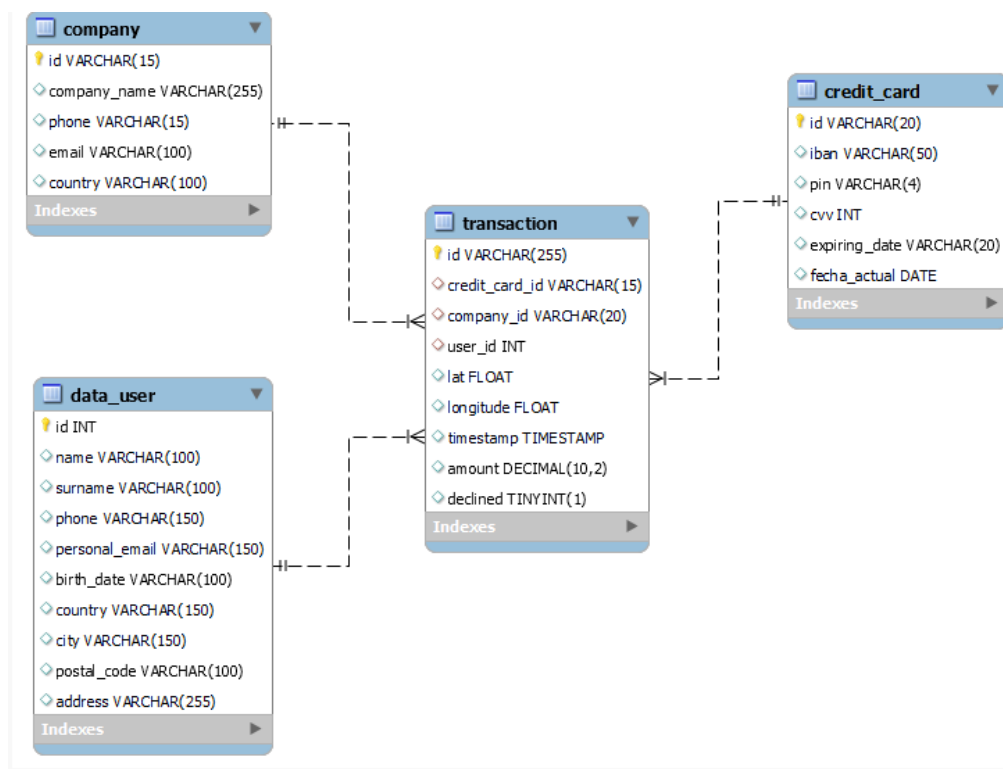 company
id VARCHAR(15)
company_name VARCHAR(255)
phone VARCHAR(15)
email VARCHAR(100)
country VARCHAR(100)
Indexes
data_user
id INT
name VARCHAR(100)
surname VARCHAR(100)
phone VARCHAR(150)
personal_email VARCHAR(150)
birth_date VARCHAR(100)
country VARCHAR(150)
city VARCHAR(150)
postal_code VARCHAR(100)
address VARCHAR(255)
Indexes
transaction
id VARCHAR(255)
credit_card_id VARCHAR(15)
company_id VARCHAR(20)
user_id INT
lat FLOAT
longitude FLOAT
timestamp TIMESTAMP
amount DECIMAL(10,2)
declined TINYINT(1)
Indexes
credit_card
id VARCHAR(20)
iban VARCHAR(50)
pin VARCHAR(4)
cvv INT
expiring_date VARCHAR(20)
fecha_actual DATE
Indexes